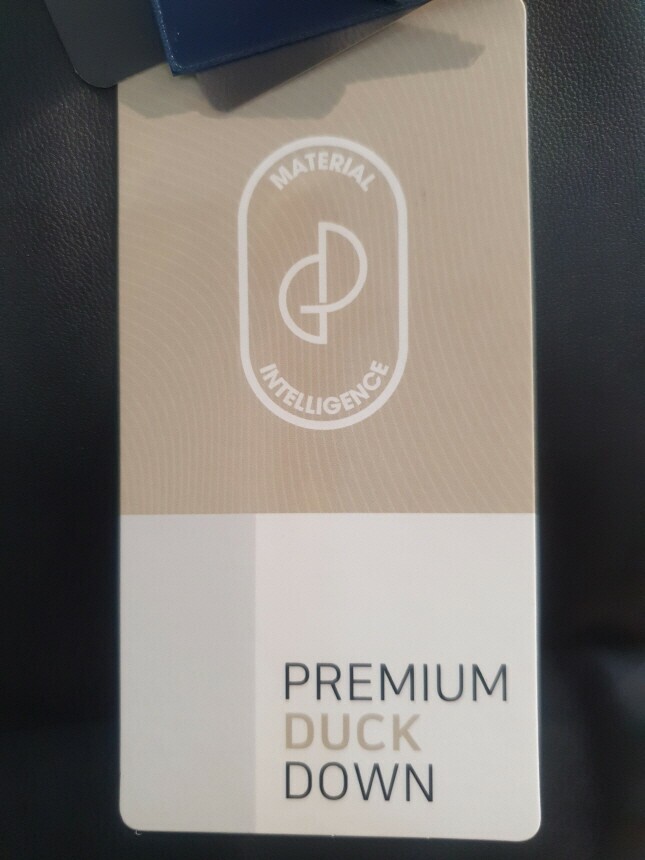 MATERIAL
INTELLIGENCE
PREMIUM
DUCK
DOWN